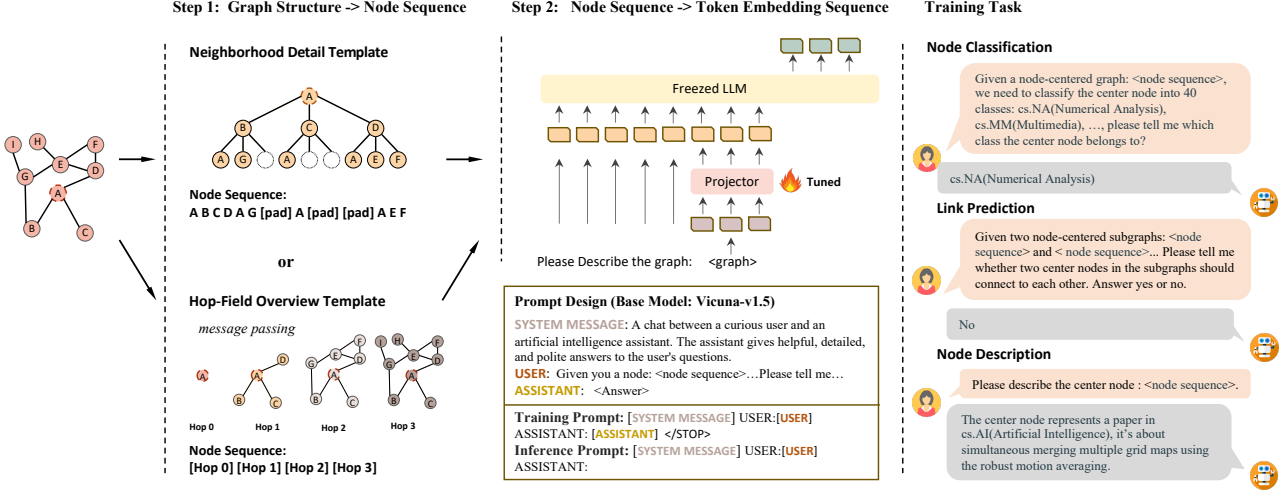 Step 1: Graph Structure -> Node Sequence
Step 2: Node Sequence -> Token Embedding Sequence
Training Task
I
H
F
E
G
D
A
B
C
Neighborhood Detail Template
A
B
C
D
A
G
A
A
E
F
Node Sequence:
A B C D A G [pad] A [pad] [pad] A E F
or
Hop-Field Overview Template
message passing
A
D
A
B
C
F
G
E
D
A
B
C
I
H
F
G
E
D
A
B
C
Hop 0
Hop 1
Hop 2
Hop 3
Node Sequence:
[Hop 0] [Hop 1] [Hop 2] [Hop 3]
Freezed LLM
Projector
Tuned
Please Describe the graph:
<graph>
Prompt Design (Base Model: Vicuna-v1.5)
SYSTEM MESSAGE: A chat between a curious user and an
artificial intelligence assistant. The assistant gives helpful, detailed,
and polite answers to the user's questions.
USER: Given you a node: <node sequence>…Please tell me…
ASSISTANT: <Answer>
Training Prompt: [SYSTEM MESSAGE] USER:[USER]
ASSISTANT: [ASSISTANT] </STOP>
Inference Prompt: [SYSTEM MESSAGE] USER:[USER]
ASSISTANT:
Node Classification
Given a node-centered graph: <node sequence>,
we need to classify the center node into 40
classes: cs.NA(Numerical Analysis),
cs.MM(Multimedia), …, please tell me which
class the center node belongs to?
cs.NA(Numerical Analysis)
Link Prediction
Given two node-centered subgraphs: <node
sequence> and < node sequence>... Please tell me
whether two center nodes in the subgraphs should
connect to each other. Answer yes or no.
No
Node Description
Please describe the center node : <node sequence>.
The center node represents a paper in
cs.AI(Artificial Intelligence), it's about
simultaneous merging multiple grid maps using
the robust motion averaging.